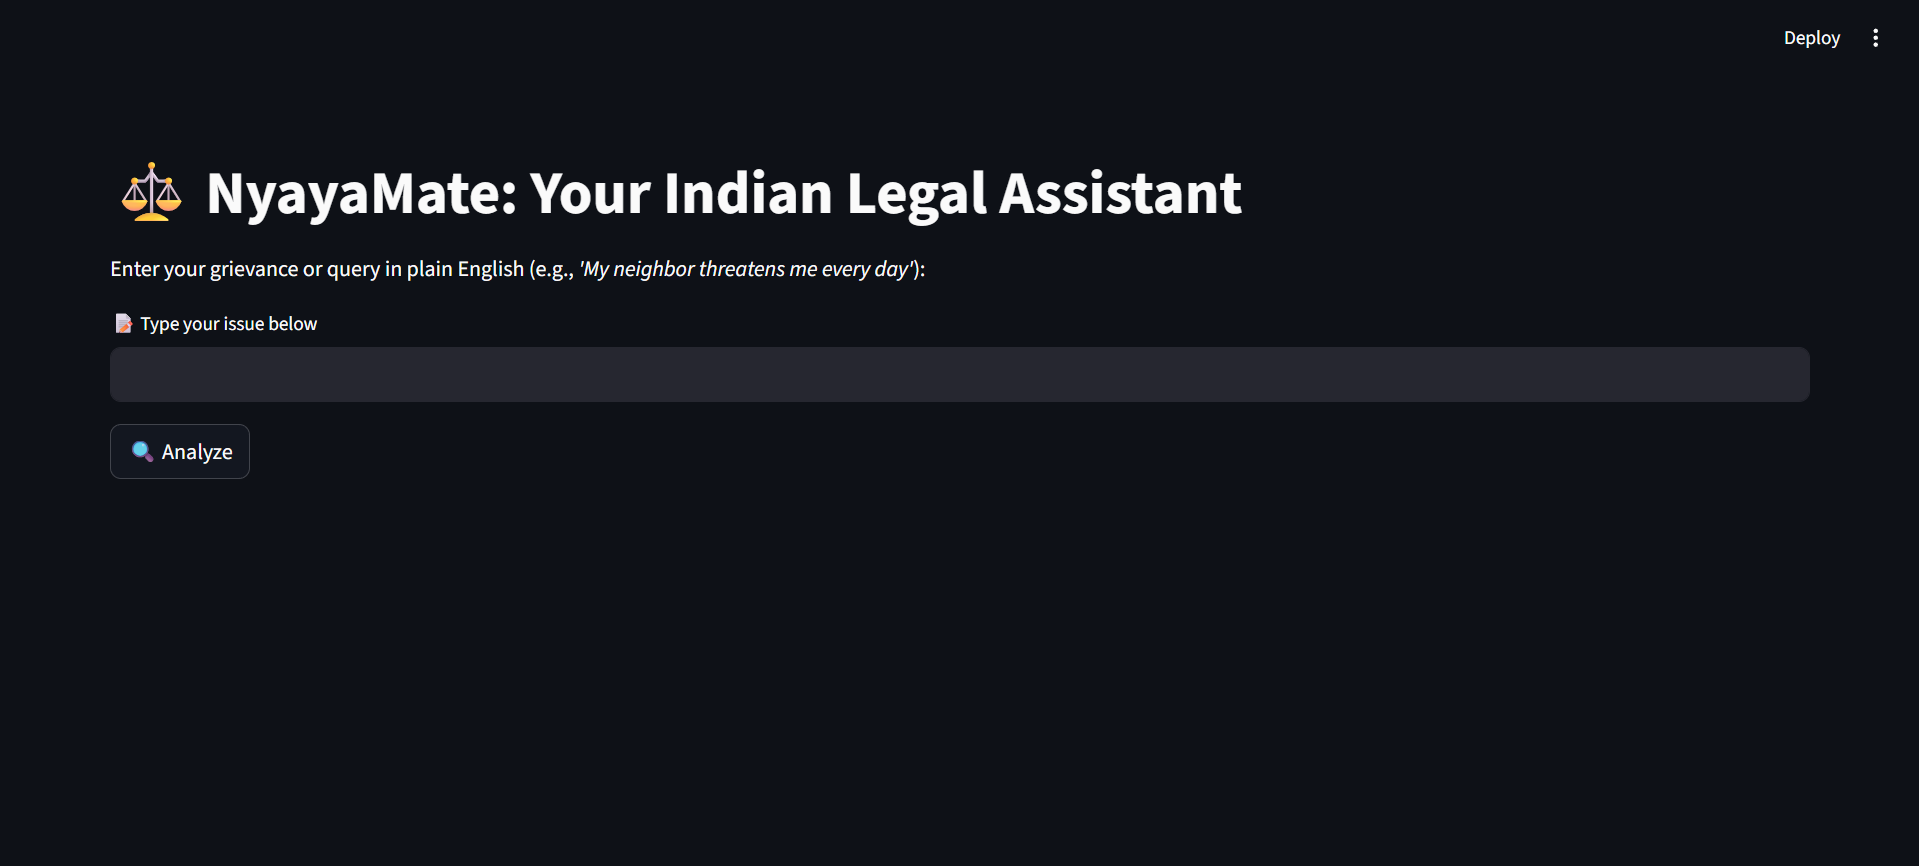 Deploy
NyayaMate: Your Indian Legal Assistant
Enter your grievance or query in plain English (e.g., 'My neighbor threatens me every day'):
Type your issue below
Analyze